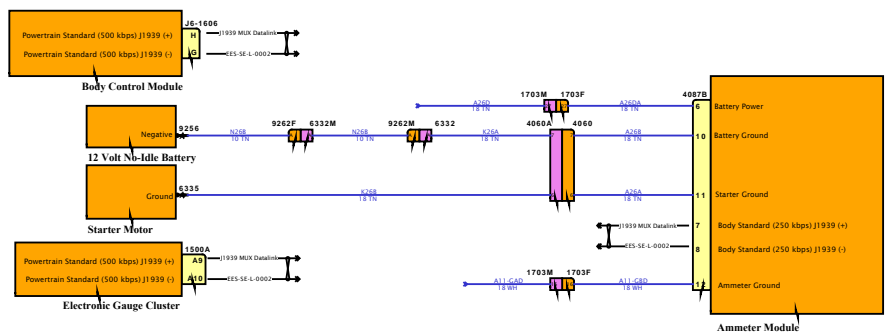 J6-1606
Powertrain Standard (500 kbps) J1939 (+)
H
J1939 MUX Datalink
Powertrain Standard (500 kbps) J1939 (-)
G
EES-SE-L-0002
Body Control Module
1703M
1703F
4087B
A26D
18 TN
A26DA
18 TN
6
Battery Power
9256
9262F
6332M
9262M
6332
4060A
4060
Negative
N26B
10 TN
N26B
10 TN
K26A
18 TN
A26B
18 TN
10
Battery Ground
12 Volt No-Idle Battery
6335
Ground
K26B
18 TN
A26A
18 TN
11
Starter Ground
Starter Motor
J1939 MUX Datalink
7
Body Standard (250 kbps) J1939 (+)
EES-SE-L-0002
8
Body Standard (250 kbps) J1939 (-)
1500A
Powertrain Standard (500 kbps) J1939 (+)
A9
J1939 MUX Datalink
Powertrain Standard (500 kbps) J1939 (-)
A10
EES-SE-L-0002
Electronic Gauge Cluster
1703M
1703F
A11-GAD
18 WH
A11-GBD
18 WH
12
Ammeter Ground
Ammeter Module